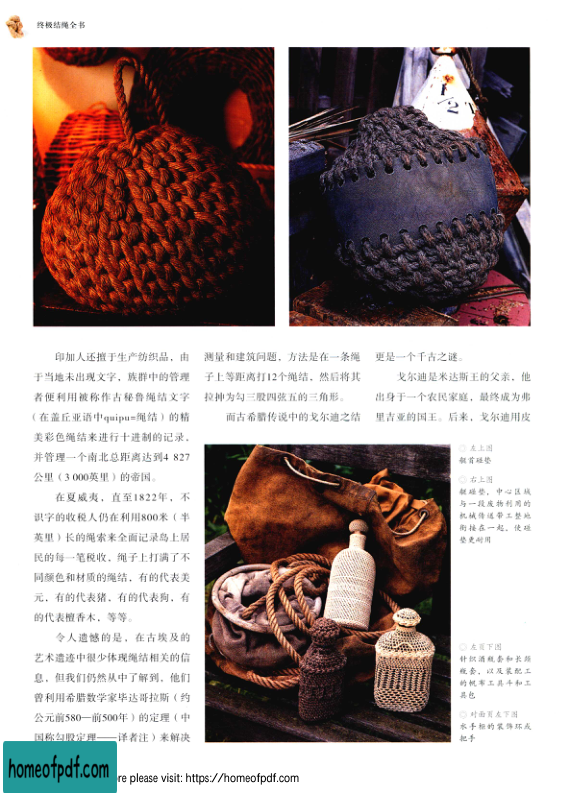 终极结绳全书
1/2
印加人还擅于生产纺织品，由
于当地未出现文字，族群中的管理
者便利用被称作古秘鲁绳结文字
（在盖丘亚语中quipu=绳结）的精
美彩色绳结来进行十进制的记录，
并管理一个南北总距离达到4 827
公里（3 000英里）的帝国。
在夏威夷，直至1822年，不
识字的收税人仍在利用800米（半
英里）长的绳索来全面记录岛上居
民的每一笔税收，绳子上打满了不
同颜色和材质的绳结，有的代表美
元，有的代表猪，有的代表狗，有
的代表檀香木，等等。
令人遗憾的是，在古埃及的
艺术遗迹中很少体现绳结相关的信
息，但我们仍然从中了解到，他们
曾利用希腊数学家毕达哥拉斯（约
公元前580—前500年）的定理（中
国称勾股定理——译者注）来解决
测量和建筑问题，方法是在一条绳
子上等距离打12个绳结，然后将其
拉抻为勾三股四弦五的三角形。
而古希腊传说中的戈尔迪之结
更是一个千古之谜。
戈尔迪是米达斯王的父亲，他
出身于一个农民家庭，最终成为弗
里吉亚的国王。后来，戈尔迪用皮
◎ 左上图
艇首碰垫
◎ 右上图
艇碰垫，中心区域
与一段废物利用的
机械传送带工整地
衔接在一起，使碰
垫更耐用
◎ 左页下图
针织酒瓶套和长颈
瓶套，以及装配工
的帆布工具斗和工
具包
◎ 对面页左下图
水手柜的装饰环或
把手
homeofpdf.com
re please visit: https://homeofpdf.com